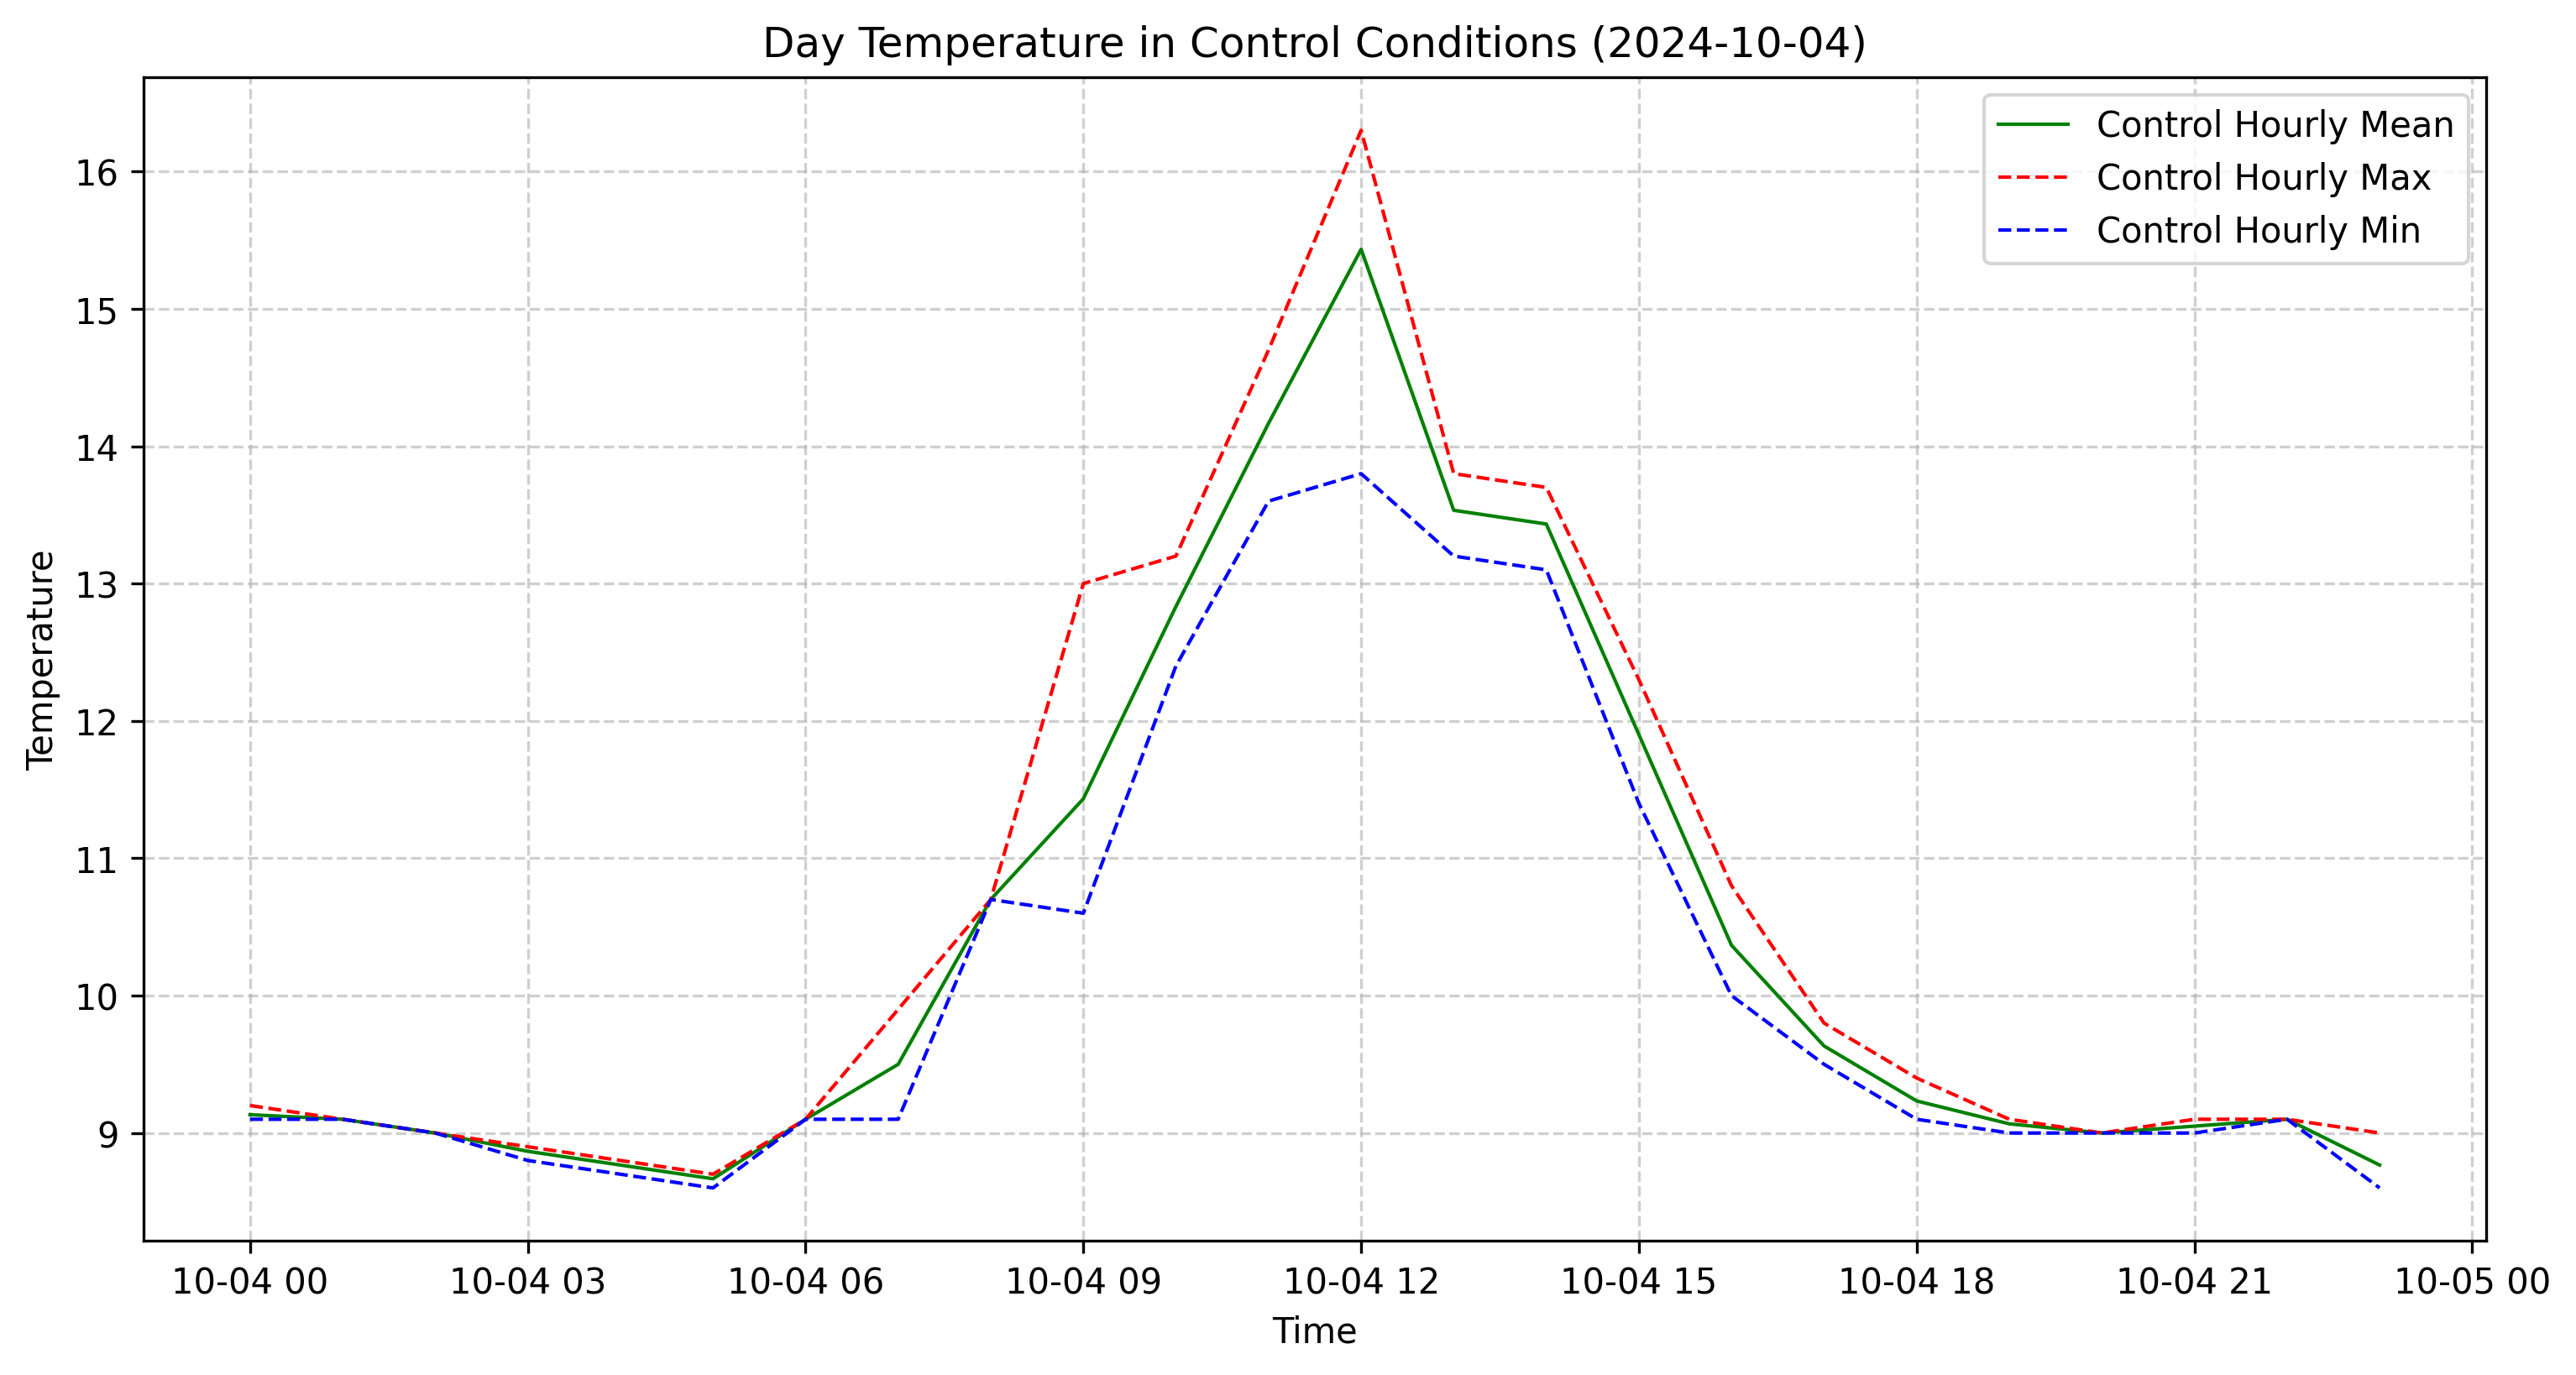 Day Temperature in Control Conditions (2024-10-04)
Control Hourly Mean
Control Hourly Max
Control Hourly Min
16
15
14
13
12
11
10
9
Temperature
10-04 00 10-04 03 10-04 06 10-04 09 10-04 12 10-04 15 10-04 18 10-04 21 10-05 00
Time